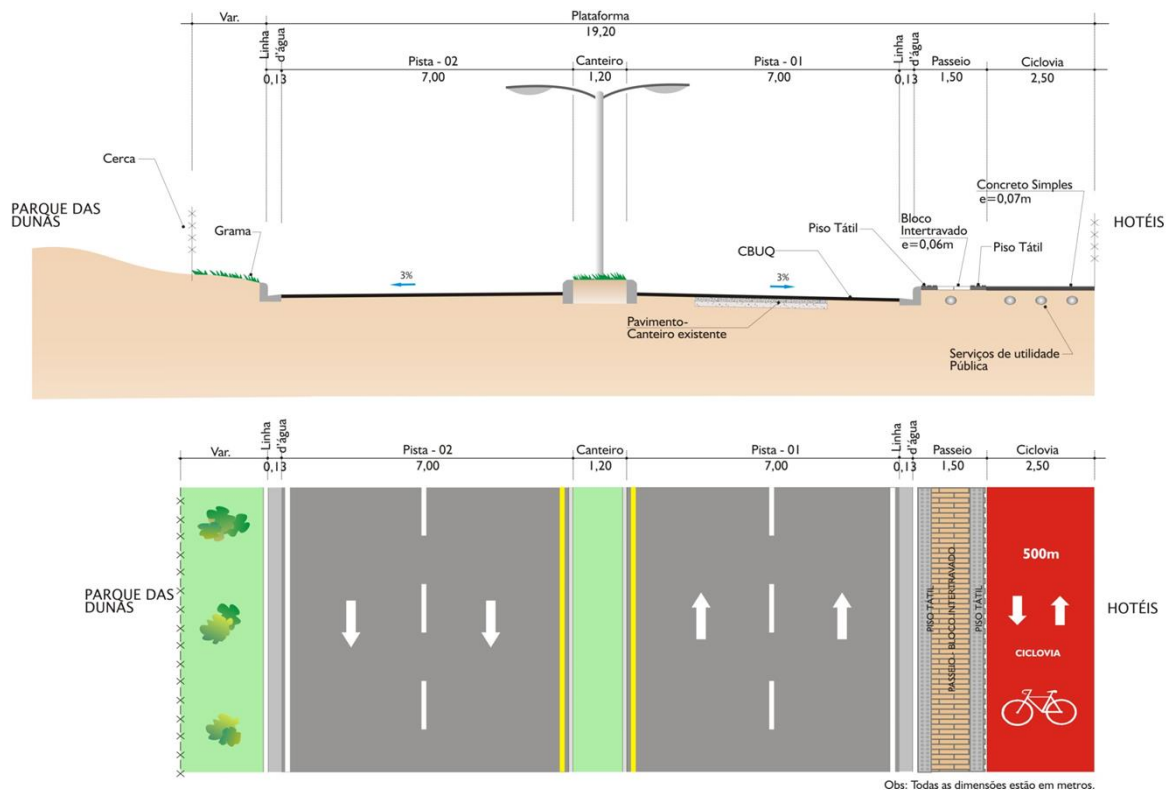 Var.
Plataforma
19,20
Linha
d'água
0,13
Pista - 02
7,00
Canteiro
1,20
Pista - 01
7,00
Linha
d'água
0,13
Passeio
1,50
Ciclovia
2,50
Cerca
PARQUE DAS
DUNAS
Grama
3%
3%
CBUQ
Piso Tátil
Bloco
Intertravado
e=0,06m
Piso Tátil
Concreto Simples
e=0,07m
HOTÉIS
Pavimento-
Canteiro existente
Serviços de utilidade
Pública
Var.
Linha
d'água
0,13
Pista - 02
7,00
Canteiro
1,20
Pista - 01
7,00
Linha
d'água
0,13
Passeio
1,50
Ciclovia
2,50
PARQUE DAS
DUNAS
PISO TÁTIL
PASSEIO - BLOCO INTERTRAVADO
PISO TÁTIL
500m
CICLOVIA
HOTÉIS
Obs: Todas as dimensões estão em metros.